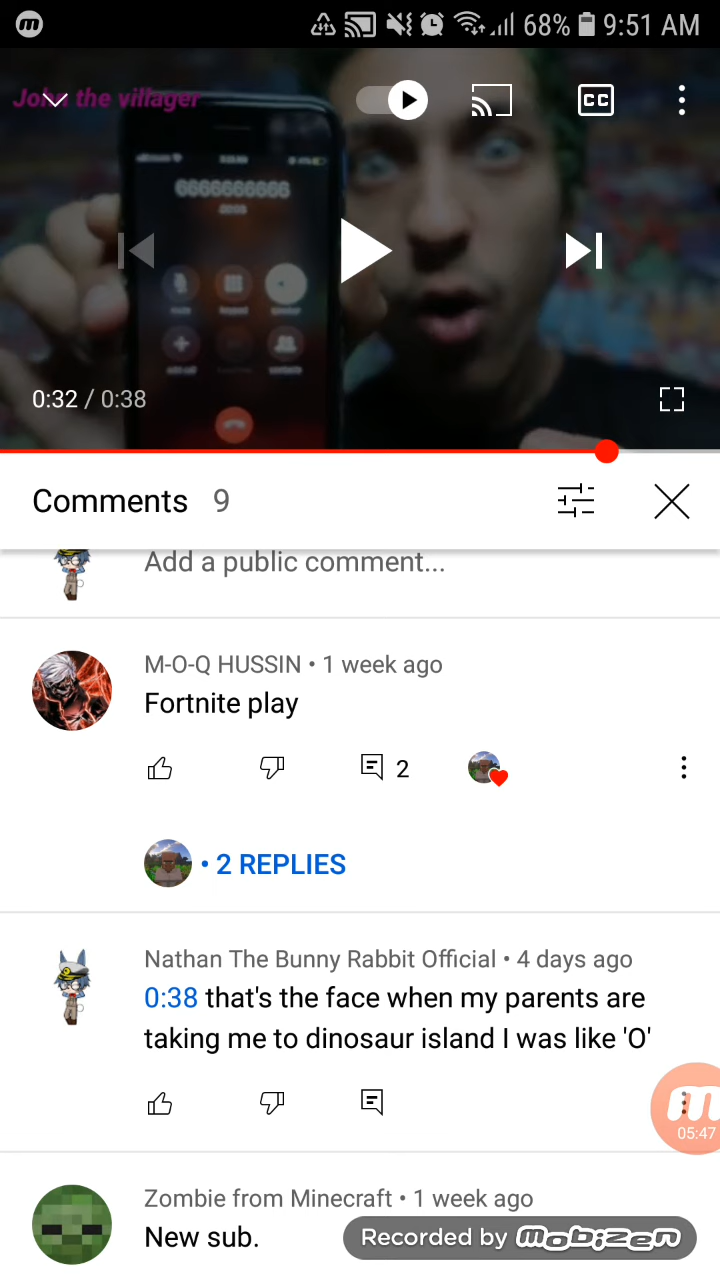 68% 9:51 AM
John the villager
CC
6666666666
0:32 / 0:38
Comments 9
Add a public comment...
M-O-Q HUSSIN • 1 week ago
Fortnite play
2
• 2 REPLIES
Nathan The Bunny Rabbit Official • 4 days ago
0:38 that's the face when my parents are
taking me to dinosaur island I was like 'O'
m
05:47
Zombie from Minecraft • 1 week ago
New sub.
Recorded by mobizen